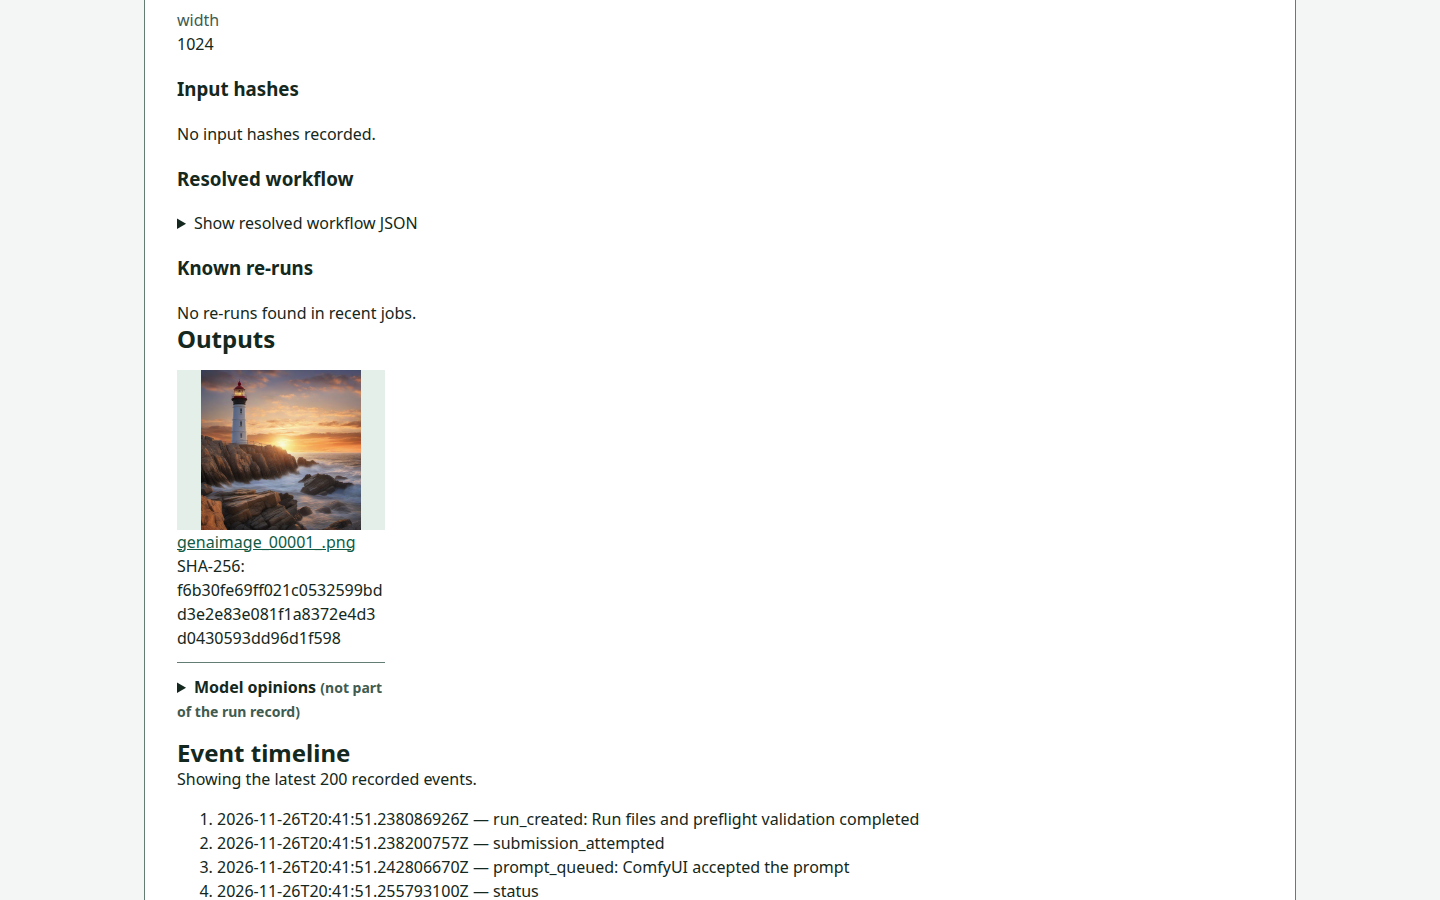 width
1024
Input hashes
No input hashes recorded.
Resolved workflow
Show resolved workflow JSON
Known re-runs
No re-runs found in recent jobs.
Outputs
genaimage_00001_.png
SHA-256:
f6b30fe69ff021c0532599bd
d3e2e83e081f1a8372e4d3
d0430593dd96d1f598
Model opinions (not part
of the run record)
Event timeline
Showing the latest 200 recorded events.
1. 2026-11-26T20:41:51.238086926Z — run_created: Run files and preflight validation completed
2. 2026-11-26T20:41:51.238200757Z — submission_attempted
3. 2026-11-26T20:41:51.242806670Z — prompt_queued: ComfyUI accepted the prompt
4. 2026-11-26T20:41:51.255793100Z — status